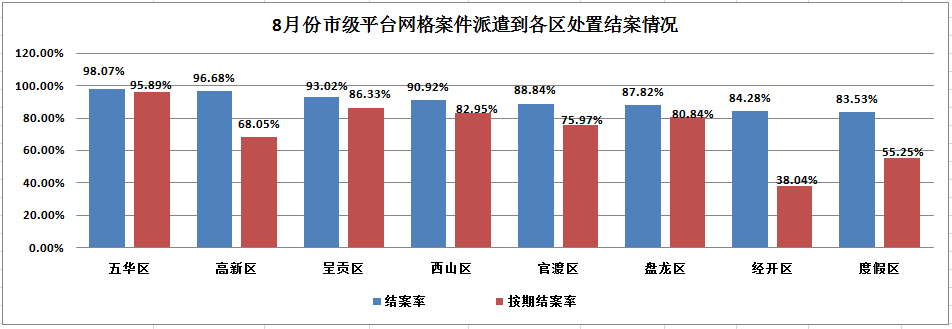 8月份市级平台网格案件派遣到各区处置结案情况
120.00%
100.00%
80.00%
60.00%
40.00%
20.00%
0.00%
98.07%
95.89%
96.68%
68.05%
93.02%
86.33%
90.92%
82.95%
88.84%
75.97%
87.82%
80.84%
84.28%
38.04%
83.53%
55.25%
五华区
高新区
呈贡区
西山区
官渡区
盘龙区
经开区
度假区
结案率
按期结案率